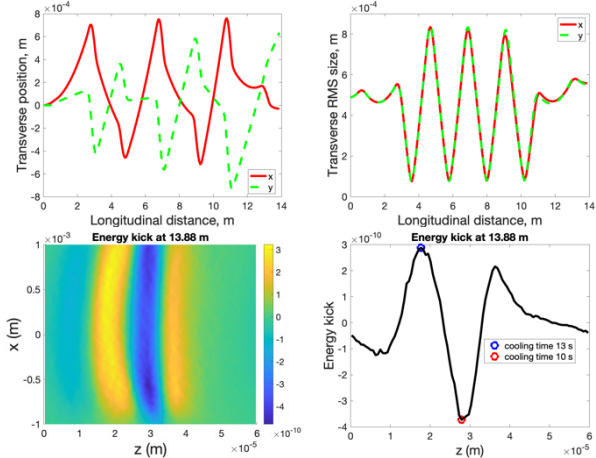 ×10⁻⁴
8
6
4
2
0
-2
-4
-6
-8
Transverse position, m
0 2 4 6 8 10 12 14
Longitudinal distance, m
x
y
×10⁻⁴
8
6
4
2
0
Transverse RMS size, m
0 2 4 6 8 10 12 14
Longitudinal distance, m
x
y
Energy kick at 13.88 m
×10⁻³
1
0.5
0
-0.5
-1
x (m)
0 2 4 6
z (m)
×10⁻⁵
3
2
1
0
-1
-2
-3
-4
×10⁻¹⁰
Energy kick at 13.88 m
×10⁻¹⁰
3
2
1
0
-1
-2
-3
-4
Energy kick
cooling time 13 s
cooling time 10 s
0 1 2 3 4 5 6
z (m)
×10⁻⁵